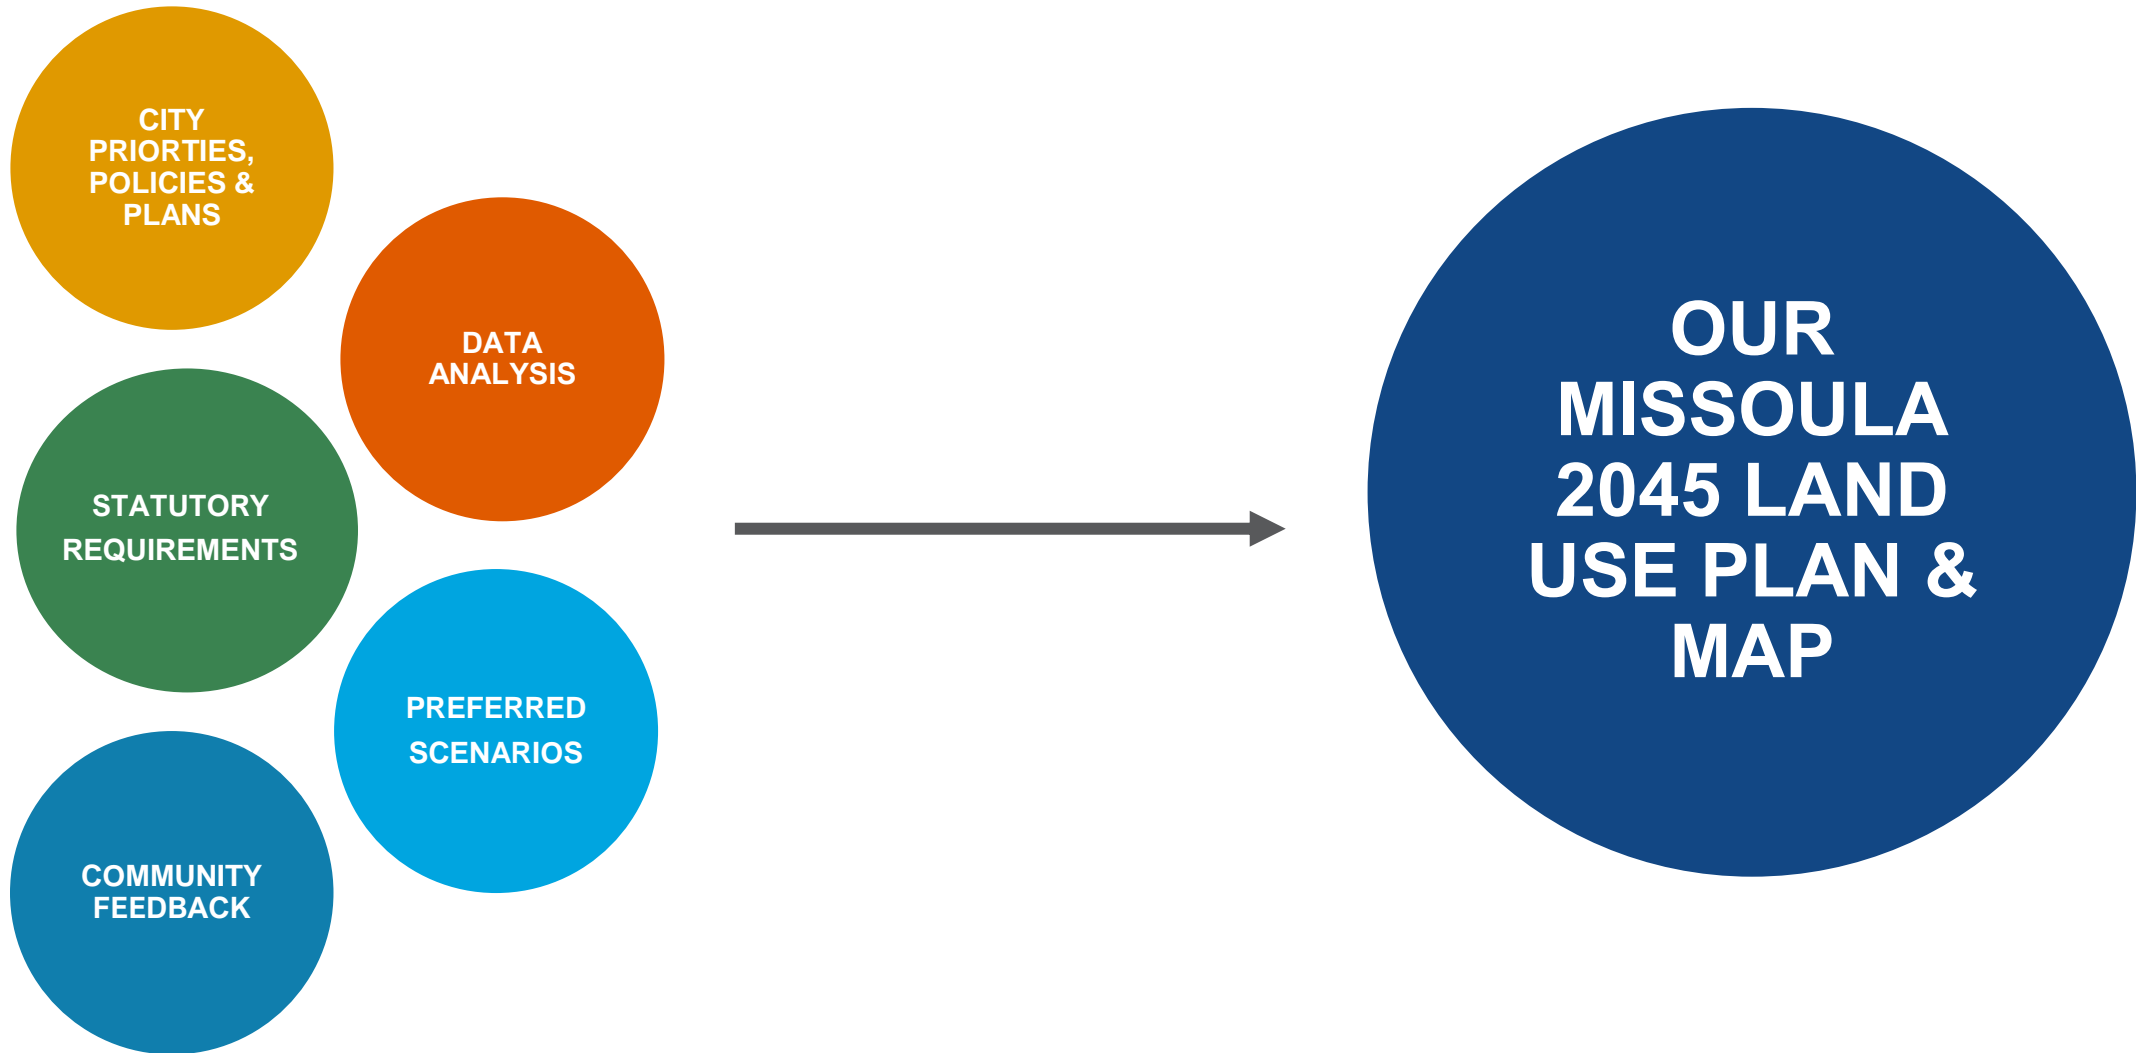 CITY
PRIORTIES,
POLICIES &
PLANS
DATA
ANALYSIS
STATUTORY
REQUIREMENTS
PREFERRED
SCENARIOS
COMMUNITY
FEEDBACK
OUR
MISSOULA
2045 LAND
USE PLAN &
MAP